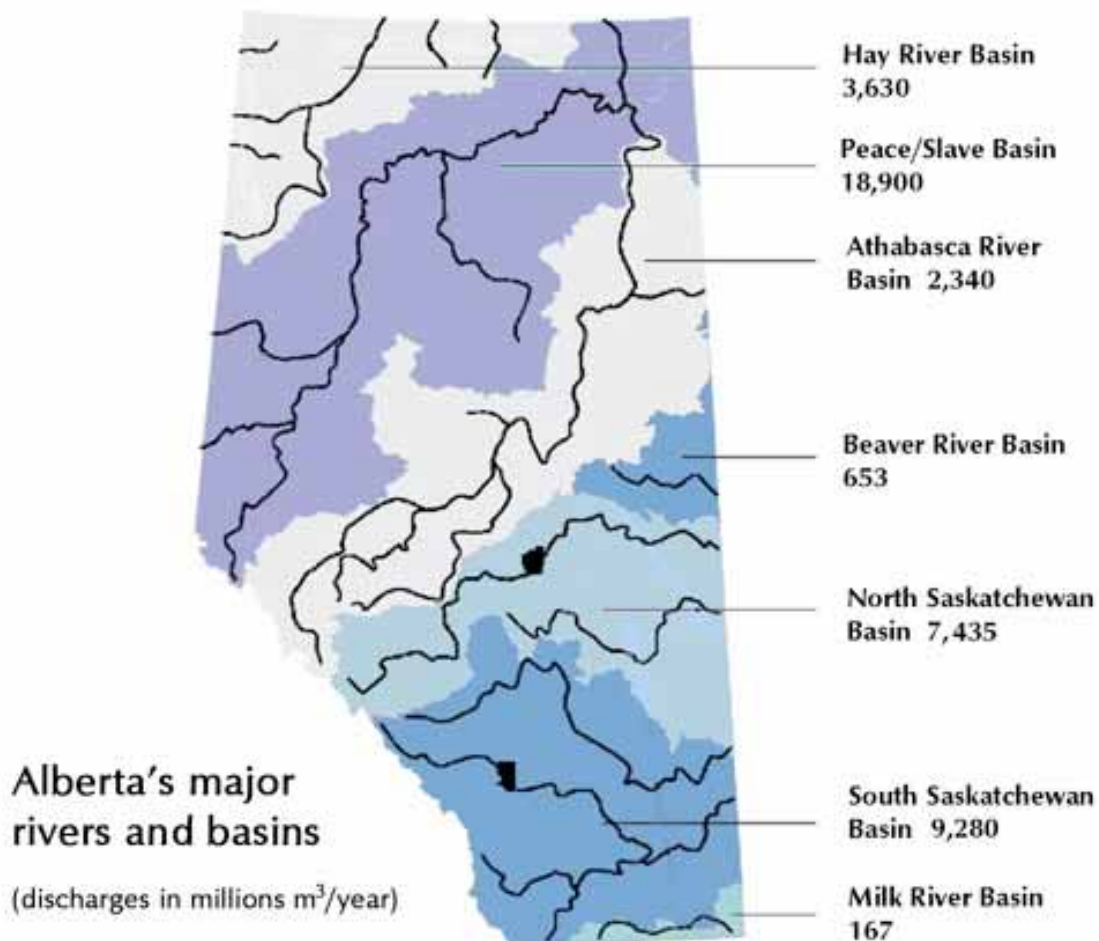 Hay River Basin
3,630
Peace/Slave Basin
18,900
Athabasca River
Basin 2,340
Beaver River Basin
653
North Saskatchewan
Basin 7,435
South Saskatchewan
Basin 9,280
Milk River Basin
167
Alberta's major
rivers and basins
(discharges in millions m³/year)